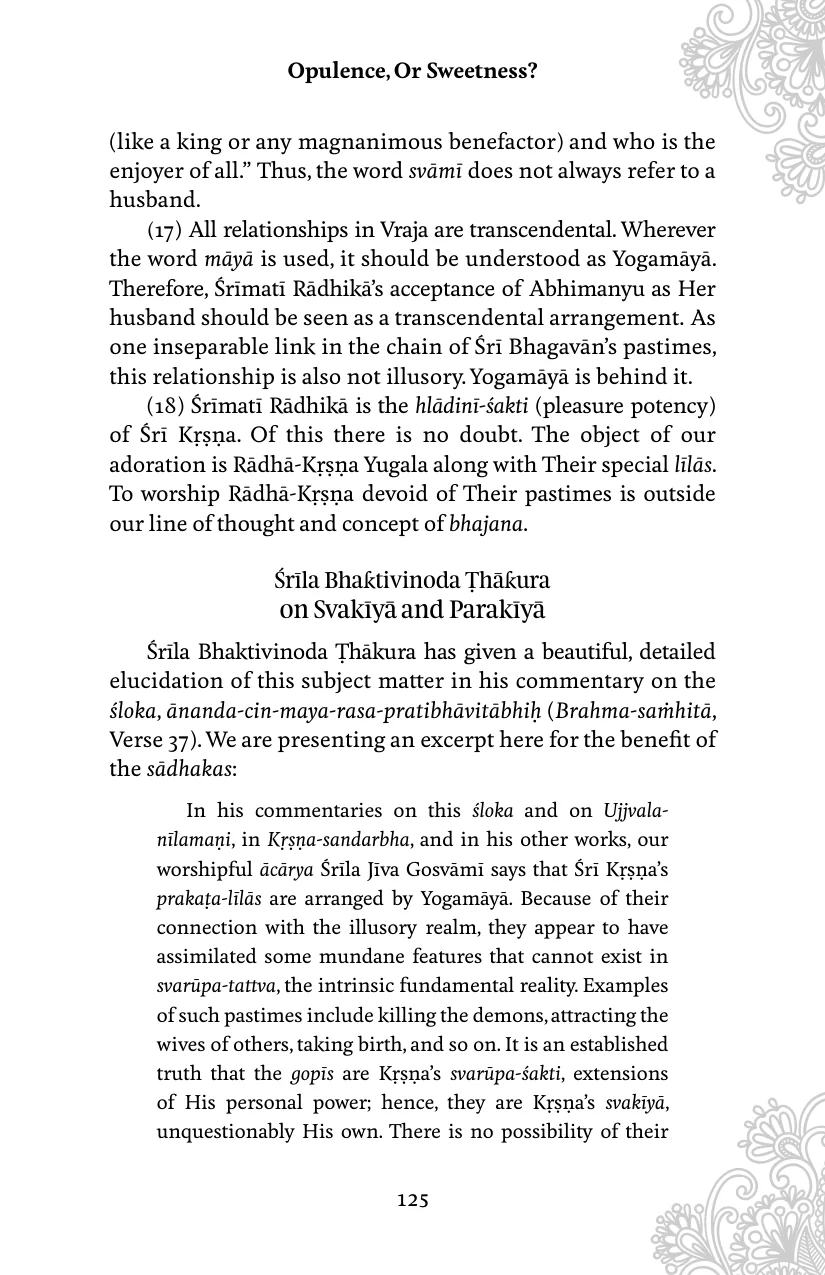 Opulence, Or Sweetness?
(like a king or any magnanimous benefactor) and who is the
enjoyer of all.” Thus, the word svāmī does not always refer to a
husband.
(17) All relationships in Vraja are transcendental. Wherever
the word māyā is used, it should be understood as Yogamāyā.
Therefore, Śrīmatī Rādhikā’s acceptance of Abhimanyu as Her
husband should be seen as a transcendental arrangement. As
one inseparable link in the chain of Śrī Bhagavān’s pastimes,
this relationship is also not illusory. Yogamāyā is behind it.
(18) Śrīmatī Rādhikā is the hlādinī-śakti (pleasure potency)
of Śrī Kṛṣṇa. Of this there is no doubt. The object of our
adoration is Rādhā-Kṛṣṇa Yugala along with Their special līlās.
To worship Rādhā-Kṛṣṇa devoid of Their pastimes is outside
our line of thought and concept of bhajana.
Śrīla Bhaktivinoda Ṭhākura
on Svakīyā and Parakīyā
Śrīla Bhaktivinoda Ṭhākura has given a beautiful, detailed
elucidation of this subject matter in his commentary on the
śloka, ānanda-cin-maya-rasa-pratibhāvitābhiḥ (Brahma-saṁhitā,
Verse 37). We are presenting an excerpt here for the benefit of
the sādhakas:
In his commentaries on this śloka and on Ujjvala-
nīlamaṇi, in Kṛṣṇa-sandarbha, and in his other works, our
worshipful ācārya Śrīla Jīva Gosvāmī says that Śrī Kṛṣṇa’s
prakaṭa-līlās are arranged by Yogamāyā. Because of their
connection with the illusory realm, they appear to have
assimilated some mundane features that cannot exist in
svarūpa-tattva, the intrinsic fundamental reality. Examples
of such pastimes include killing the demons, attracting the
wives of others, taking birth, and so on. It is an established
truth that the gopīs are Kṛṣṇa’s svarūpa-śakti, extensions
of His personal power; hence, they are Kṛṣṇa’s svakīyā,
unquestionably His own. There is no possibility of their
125